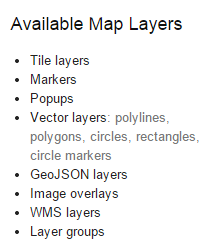 Available Map Layers
• Tile layers
• Markers
• Popups
• Vector layers: polylines,
polygons, circles, rectangles,
circle markers
• GeoJSON layers
• Image overlays
• WMS layers
• Layer groups